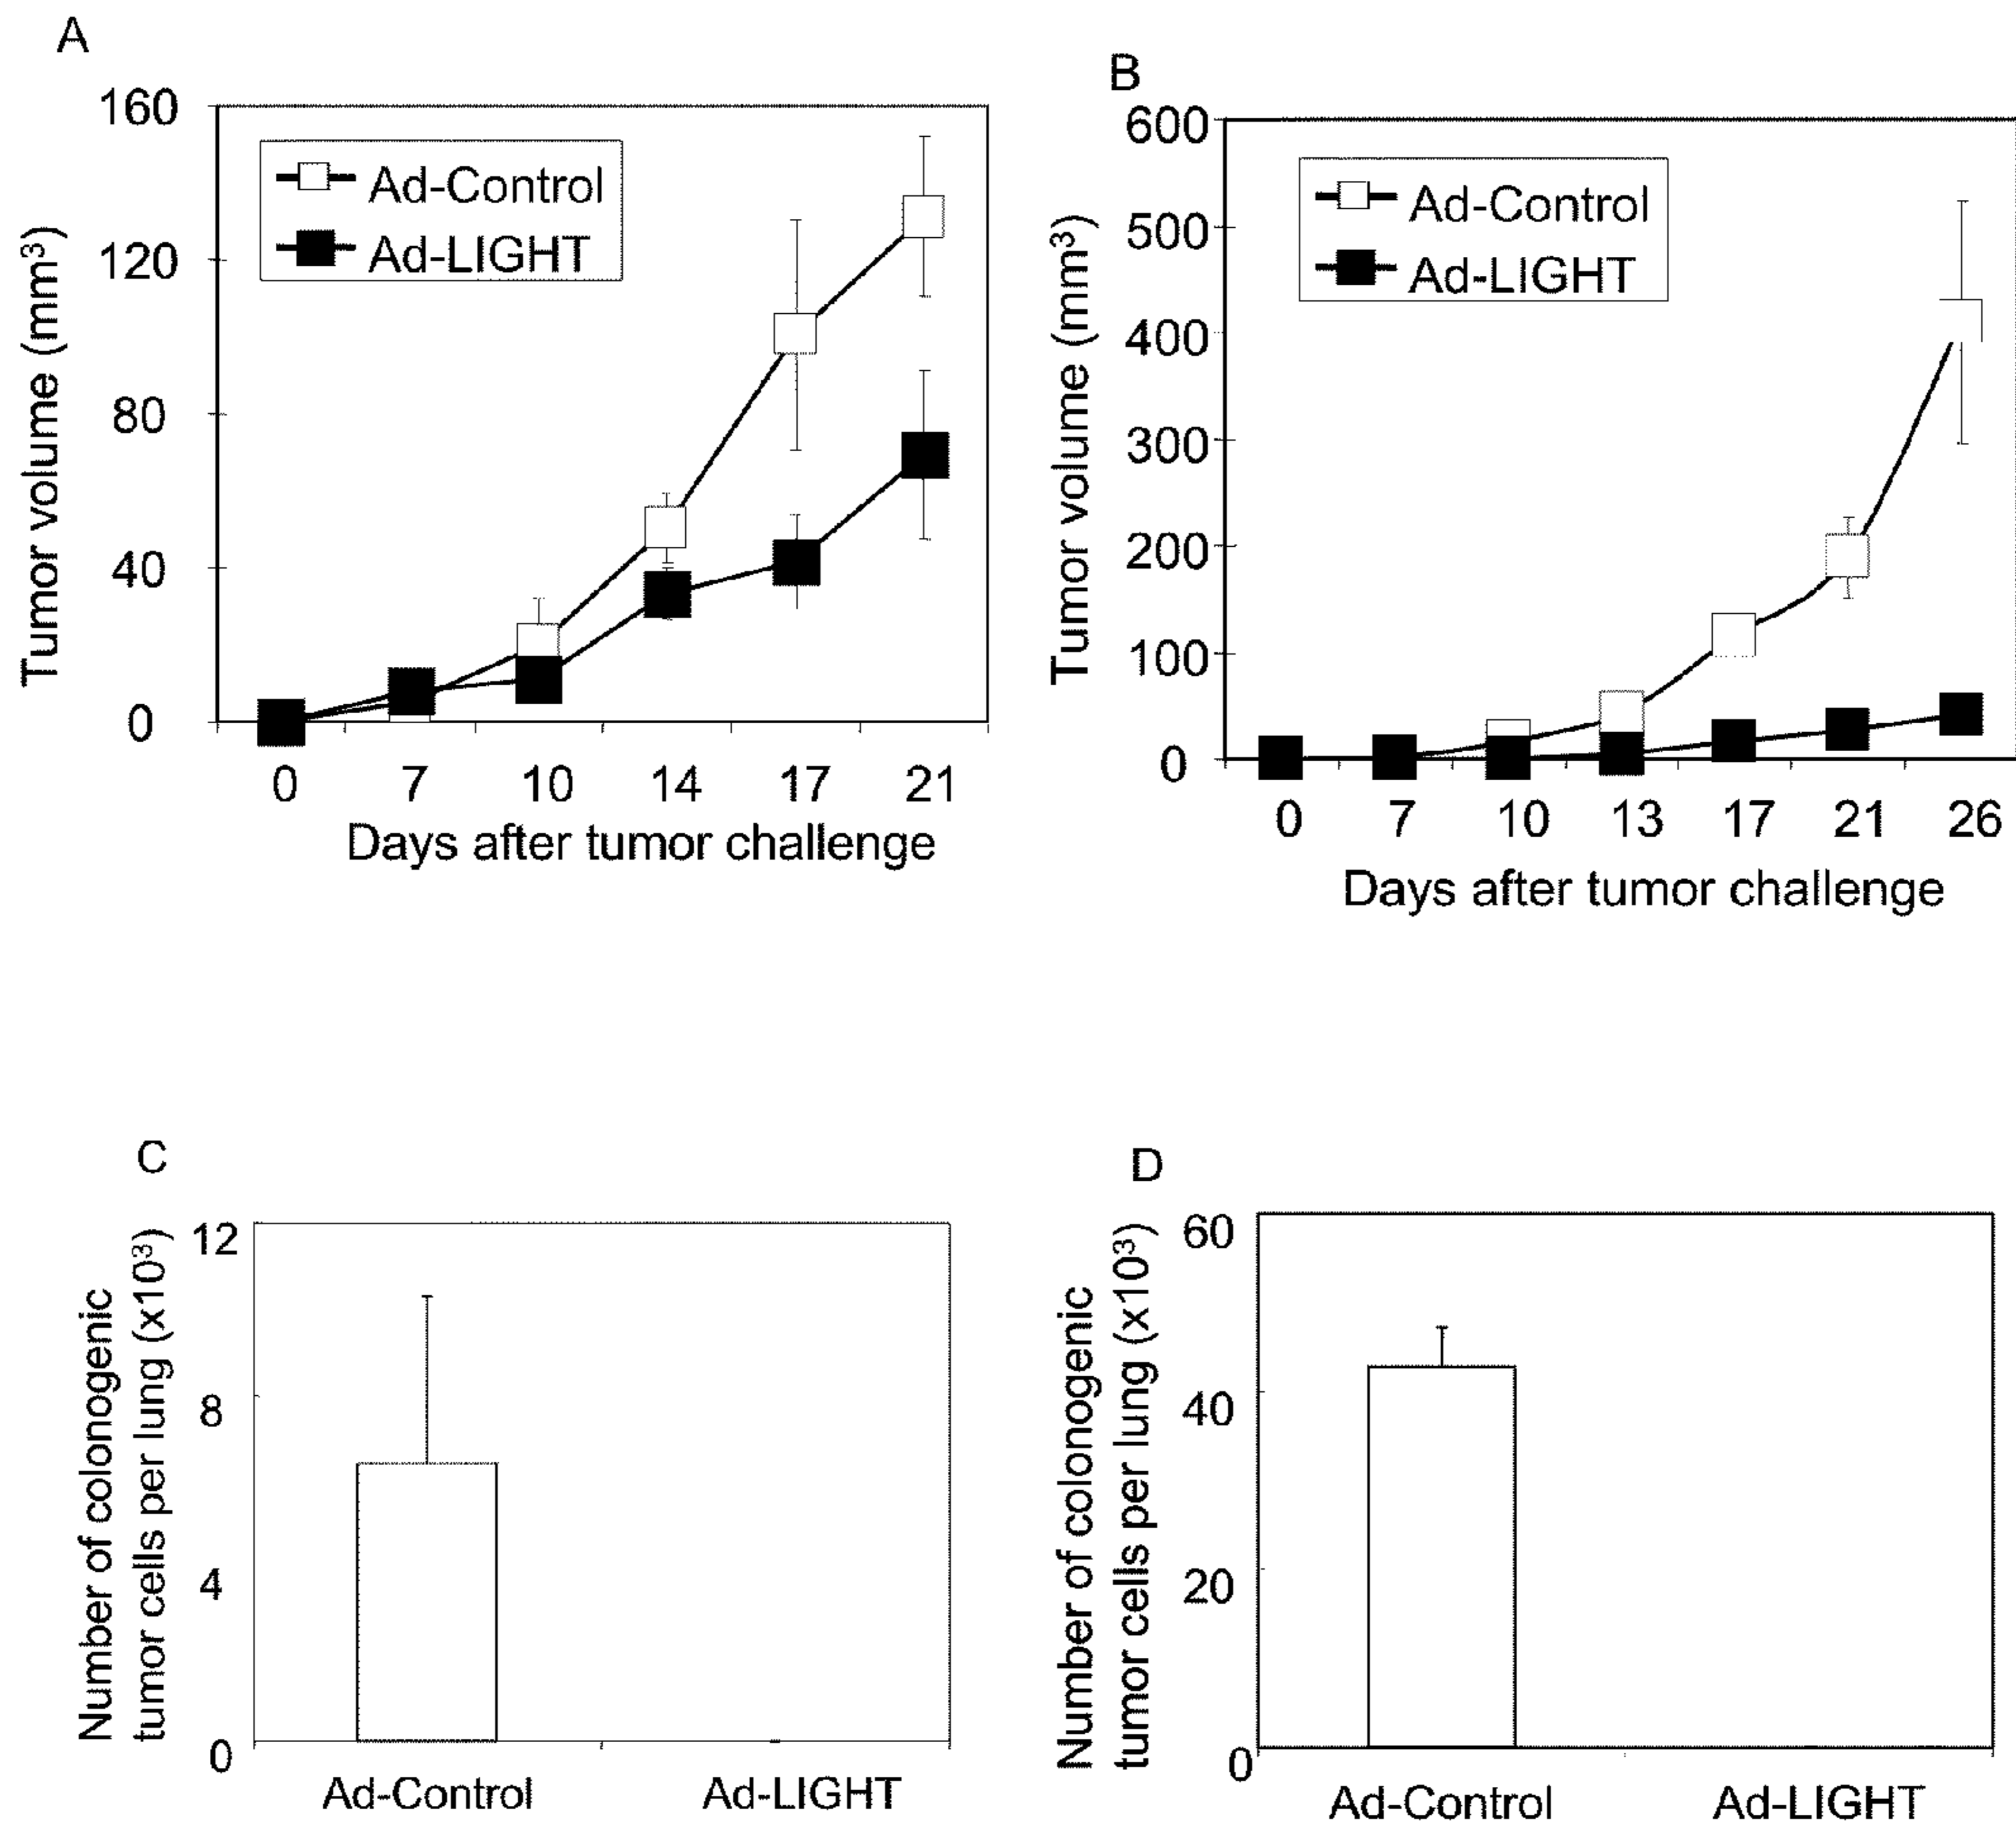 A
160
120
80
40
0
Tumor volume (mm³)
Ad-Control
Ad-LIGHT
0 7 10 14 17 21
Days after tumor challenge
B
600
500
400
300
200
100
0
Tumor volume (mm³)
Ad-Control
Ad-LIGHT
0 7 10 13 17 21 26
Days after tumor challenge
C
12
8
4
0
Number of colonogenic
tumor cells per lung (x10³)
Ad-Control Ad-LIGHT
D
60
40
20
0
Number of colonogenic
tumor cells per lung (x10³)
Ad-Control Ad-LIGHT